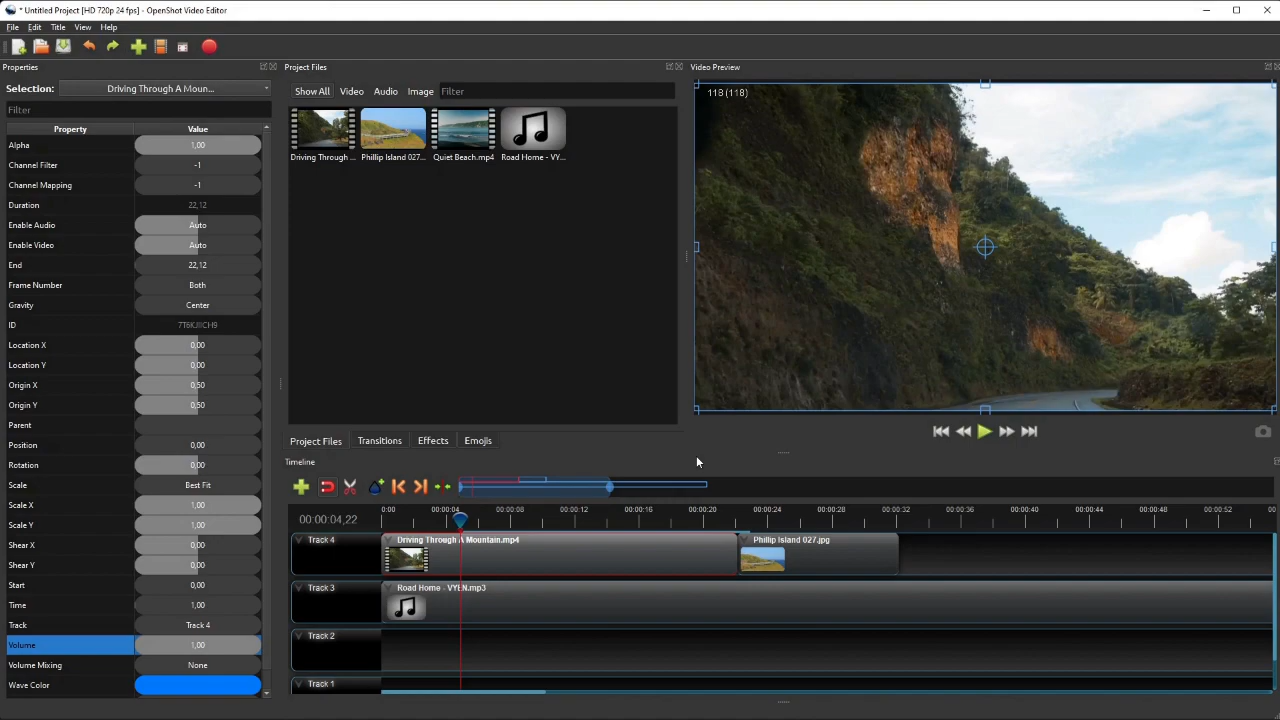 * Untitled Project [HD 720p 24 fps] - OpenShot Video Editor
File Edit Title View Help
Properties
Selection: Driving Through A Moun...
Filter
Property Value
Alpha 1,00
Channel Filter -1
Channel Mapping -1
Duration 22,12
Enable Audio Auto
Enable Video Auto
End 22,12
Frame Number Both
Gravity Center
ID 7T6KJIICH9
Location X 0,00
Location Y 0,00
Origin X 0,50
Origin Y 0,50
Parent
Position 0,00
Rotation 0,00
Scale Best Fit
Scale X 1,00
Scale Y 1,00
Shear X 0,00
Shear Y 0,00
Start 0,00
Time 1,00
Track Track 4
Volume 1,00
Volume Mixing None
Wave Color
Project Files
Show All Video Audio Image Filter
Driving Through ... Phillip Island 027... Quiet Beach.mp4 Road Home - VY...
Project Files Transitions Effects Emojis
Video Preview
118 (118)
Timeline
00:00:04,22
0:00 00:00:04 00:00:08 00:00:12 00:00:16 00:00:20 00:00:24 00:00:28 00:00:32 00:00:36 00:00:40 00:00:44 00:00:48 00:00:52
Track 4 Driving Through A Mountain.mp4 Phillip Island 027.jpg
Track 3 Road Home - VYEN.mp3
Track 2
Track 1